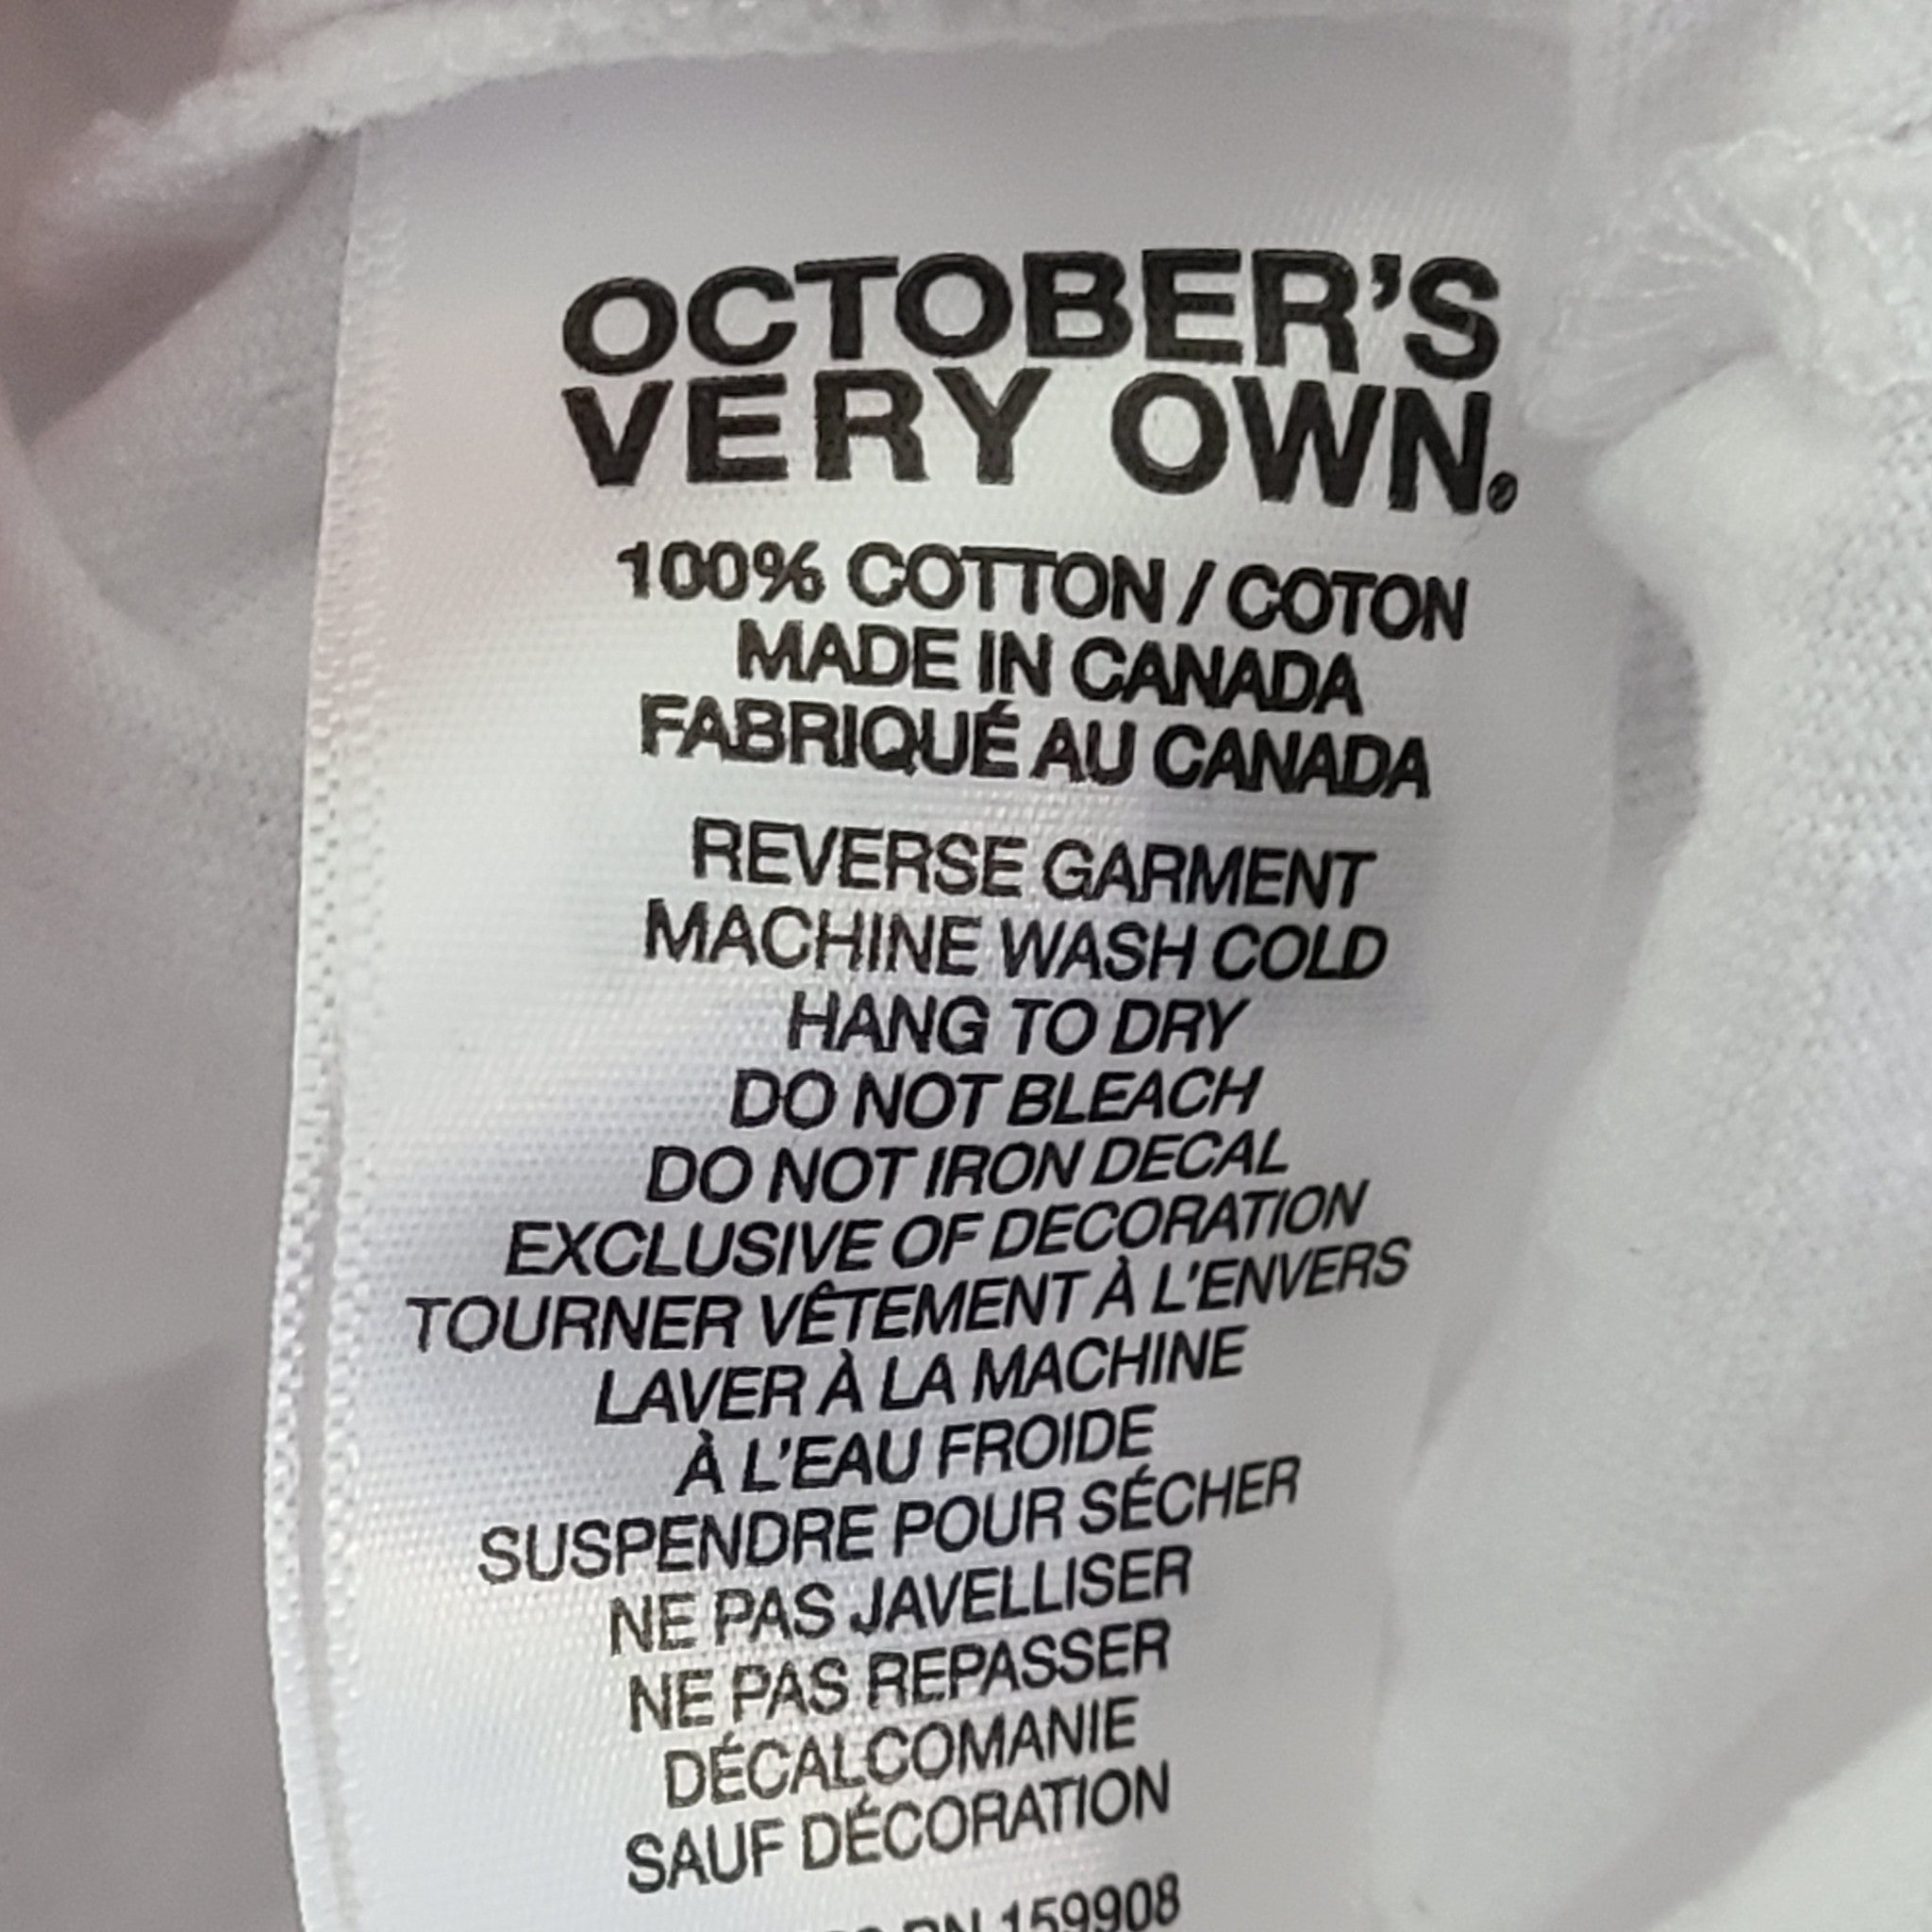 OCTOBER'S
VERY OWN®
100% COTTON / COTON
MADE IN CANADA
FABRIQUÉ AU CANADA
REVERSE GARMENT
MACHINE WASH COLD
HANG TO DRY
DO NOT BLEACH
DO NOT IRON DECAL
EXCLUSIVE OF DECORATION
TOURNER VÊTEMENT À L'ENVERS
LAVER À LA MACHINE
À L'EAU FROIDE
SUSPENDRE POUR SÉCHER
NE PAS JAVELLISER
NE PAS REPASSER
DÉCALCOMANIE
SAUF DÉCORATION
RN 159908